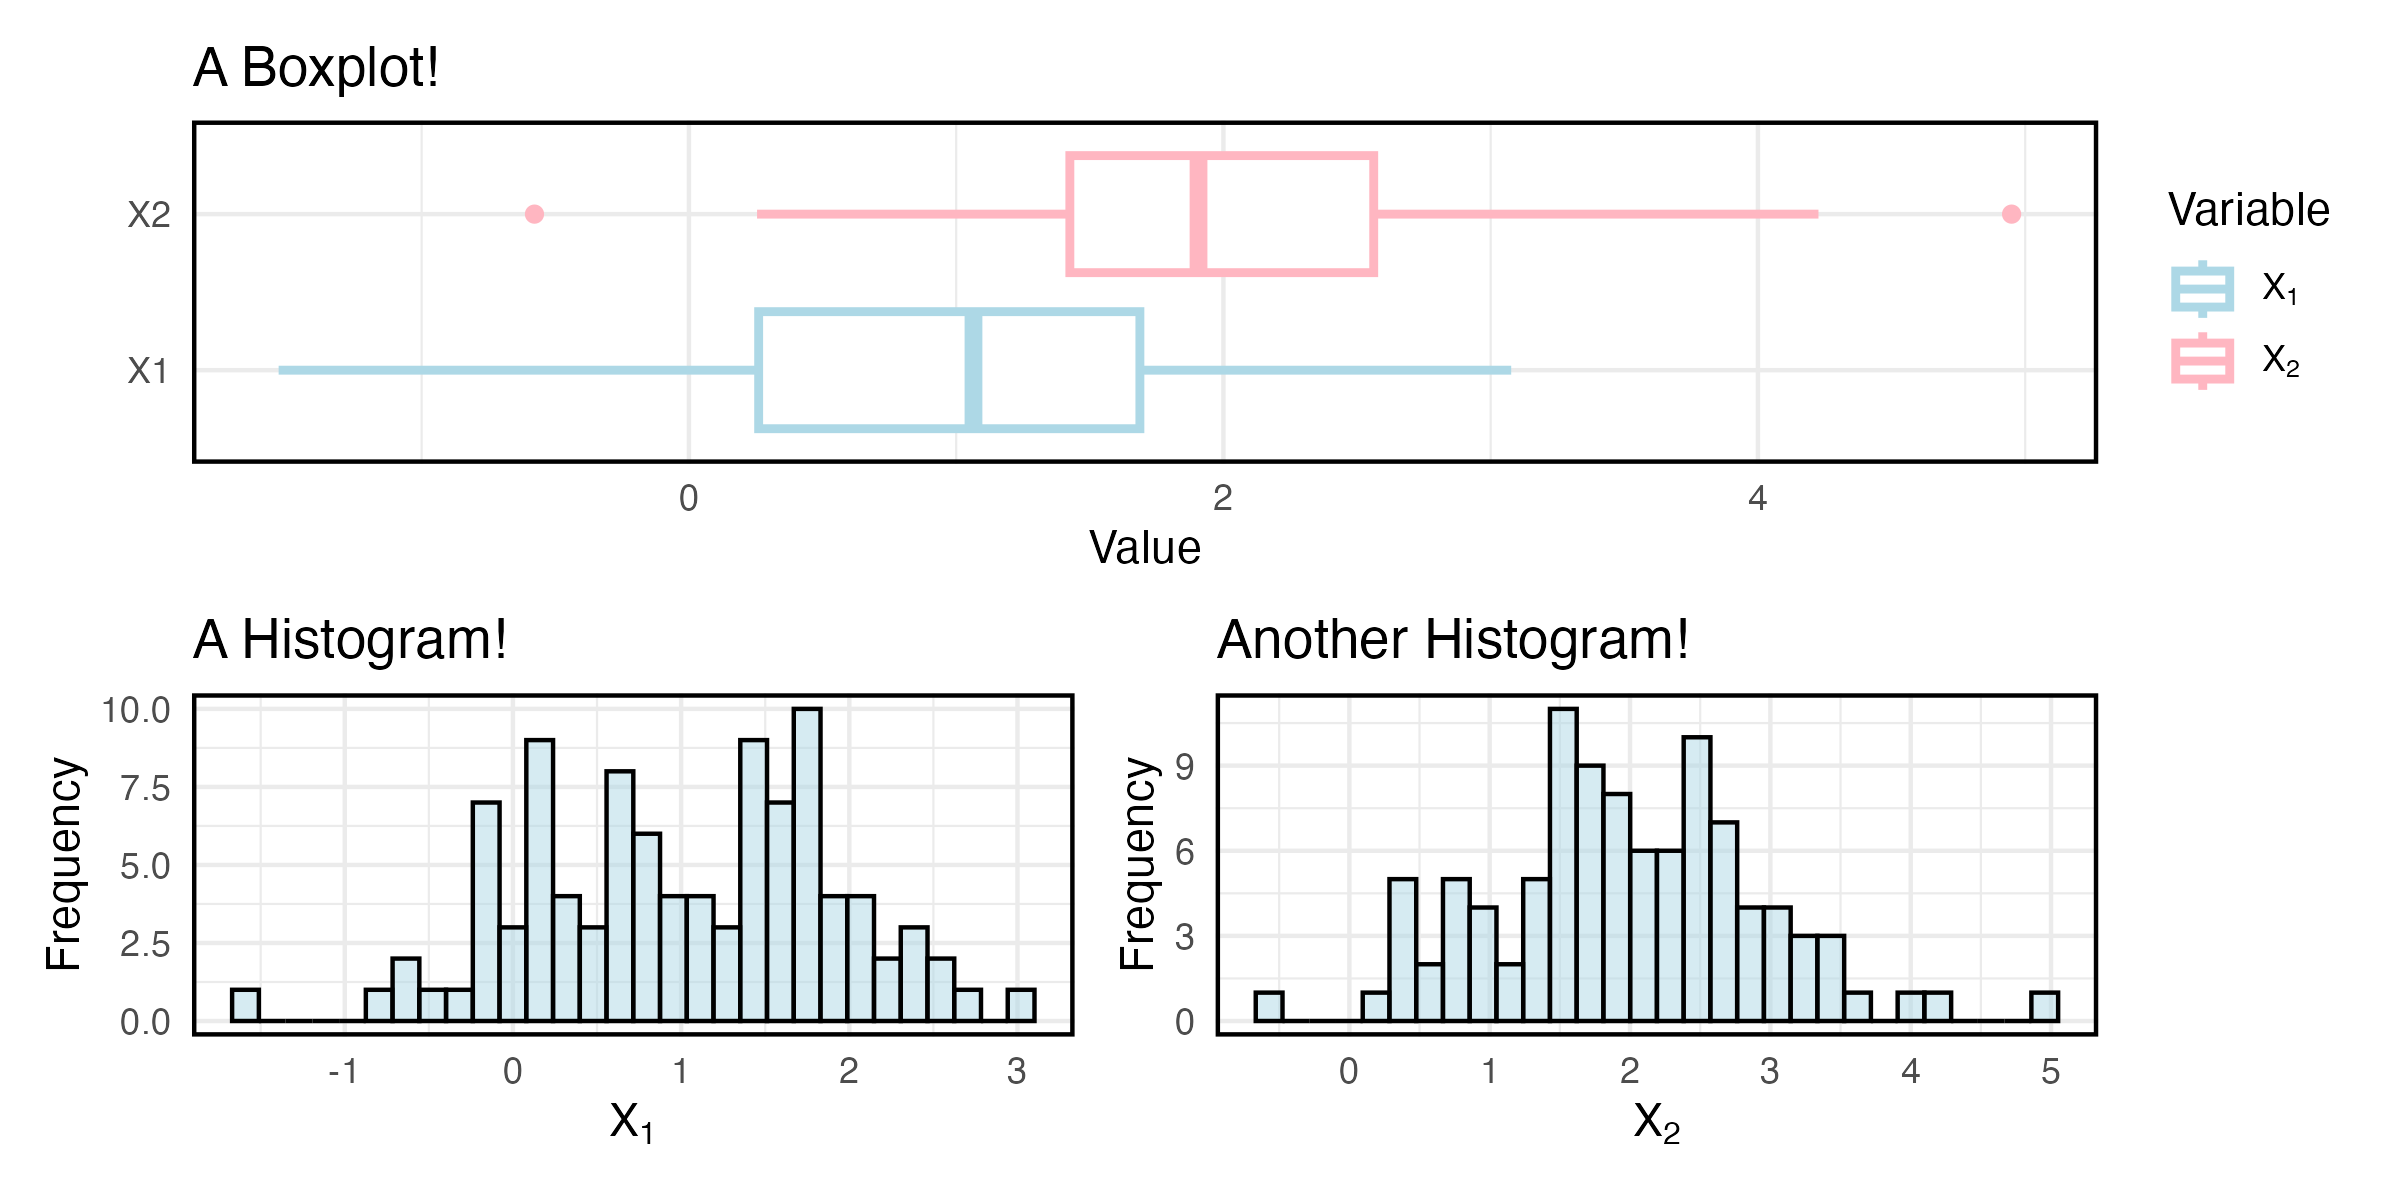 A Boxplot!
X2
X1
0 2 4
Value
Variable
X₁
X₂
A Histogram!
10.0
7.5
5.0
2.5
0.0
Frequency
-1 0 1 2 3
X₁
Another Histogram!
9
6
3
0
Frequency
0 1 2 3 4 5
X₂